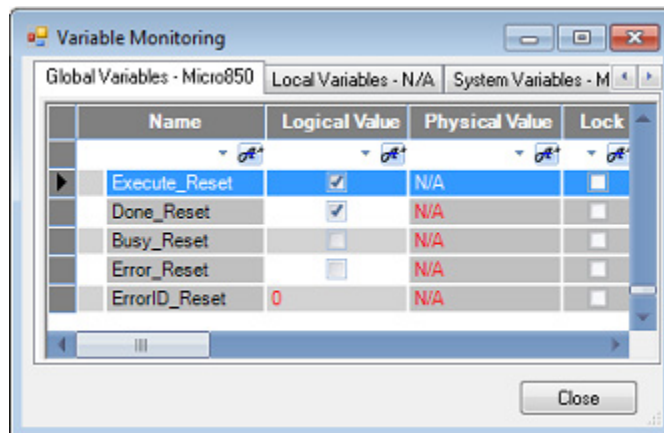 Variable Monitoring
Global Variables - Micro850 Local Variables - N/A System Variables - M
Name Logical Value Physical Value Lock
Execute_Reset N/A
Done_Reset N/A
Busy_Reset N/A
Error_Reset N/A
ErrorID_Reset 0 N/A
Close